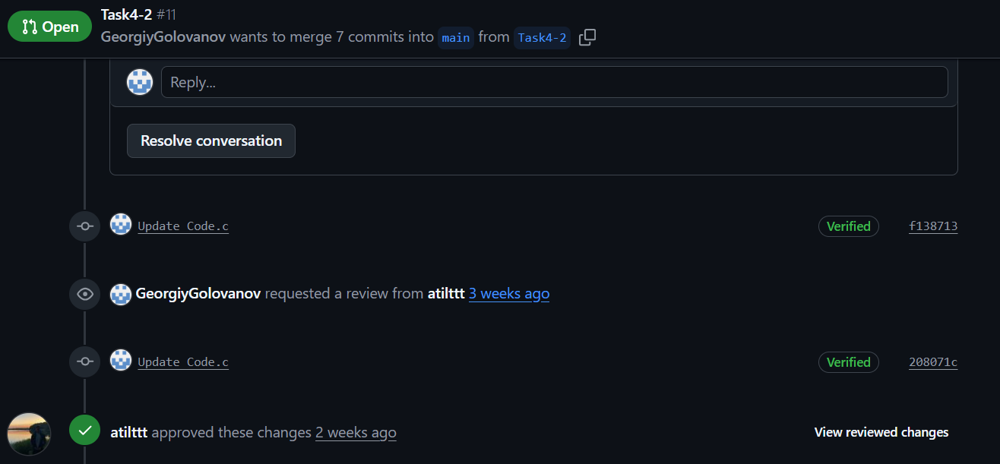 Open
Task4-2 #11
GeorgiyGolovanov wants to merge 7 commits into main from Task4-2
Reply...
Resolve conversation
Update Code.c Verified f138713
GeorgiyGolovanov requested a review from atilttt 3 weeks ago
Update Code.c Verified 208071c
atilttt approved these changes 2 weeks ago View reviewed changes